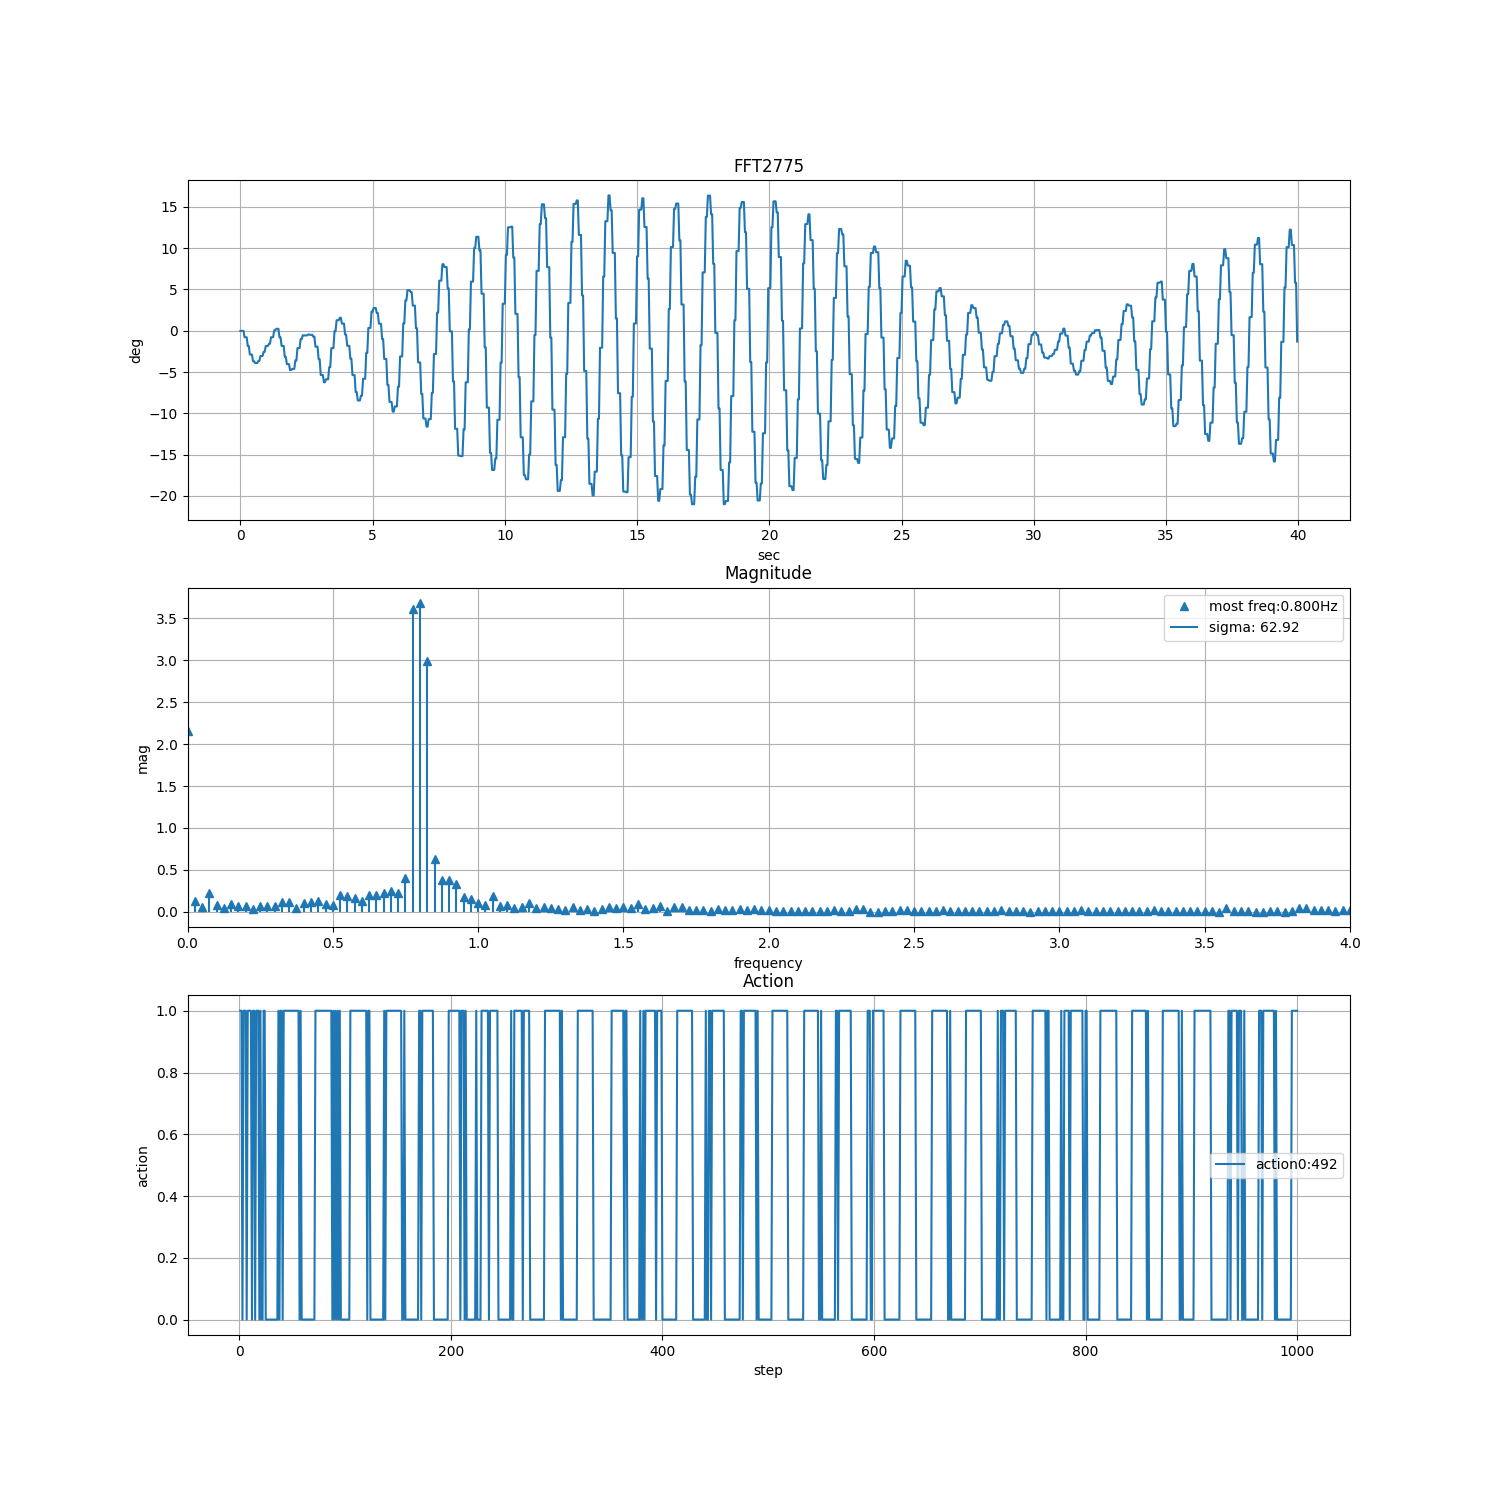 FFT2775
15
10
5
0
−5
−10
−15
−20
deg
0 5 10 15 20 25 30 35 40
sec
Magnitude
most freq:0.800Hz
sigma: 62.92
3.5
3.0
2.5
2.0
1.5
1.0
0.5
0.0
mag
0.0 0.5 1.0 1.5 2.0 2.5 3.0 3.5 4.0
frequency
Action
1.0
0.8
0.6
0.4
0.2
0.0
action
action0:492
0 200 400 600 800 1000
step